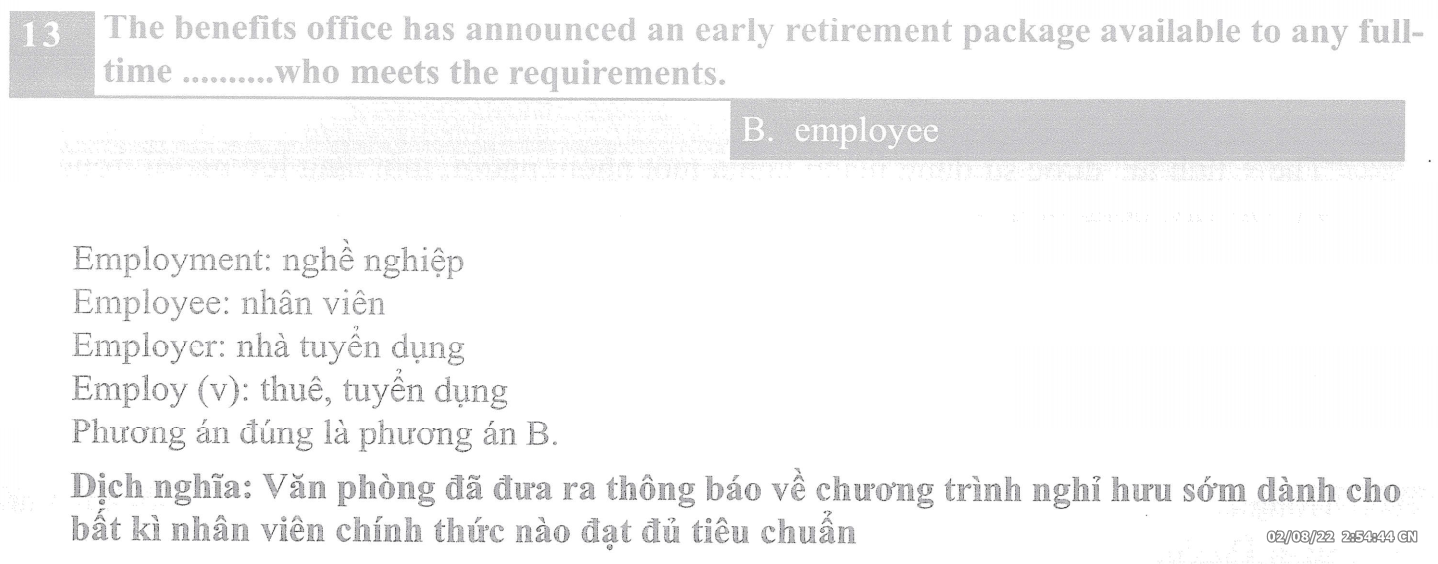 13 The benefits office has announced an early retirement package available to any full-
time ..........who meets the requirements.
B. employee
Employment: nghề nghiệp
Employee: nhân viên
Employer: nhà tuyển dụng
Employ (v): thuê, tuyển dụng
Phương án đúng là phương án B.
Dịch nghĩa: Văn phòng đã đưa ra thông báo về chương trình nghỉ hưu sớm dành cho
bất kì nhân viên chính thức nào đạt đủ tiêu chuẩn
02/08/22 2:54:44 CN